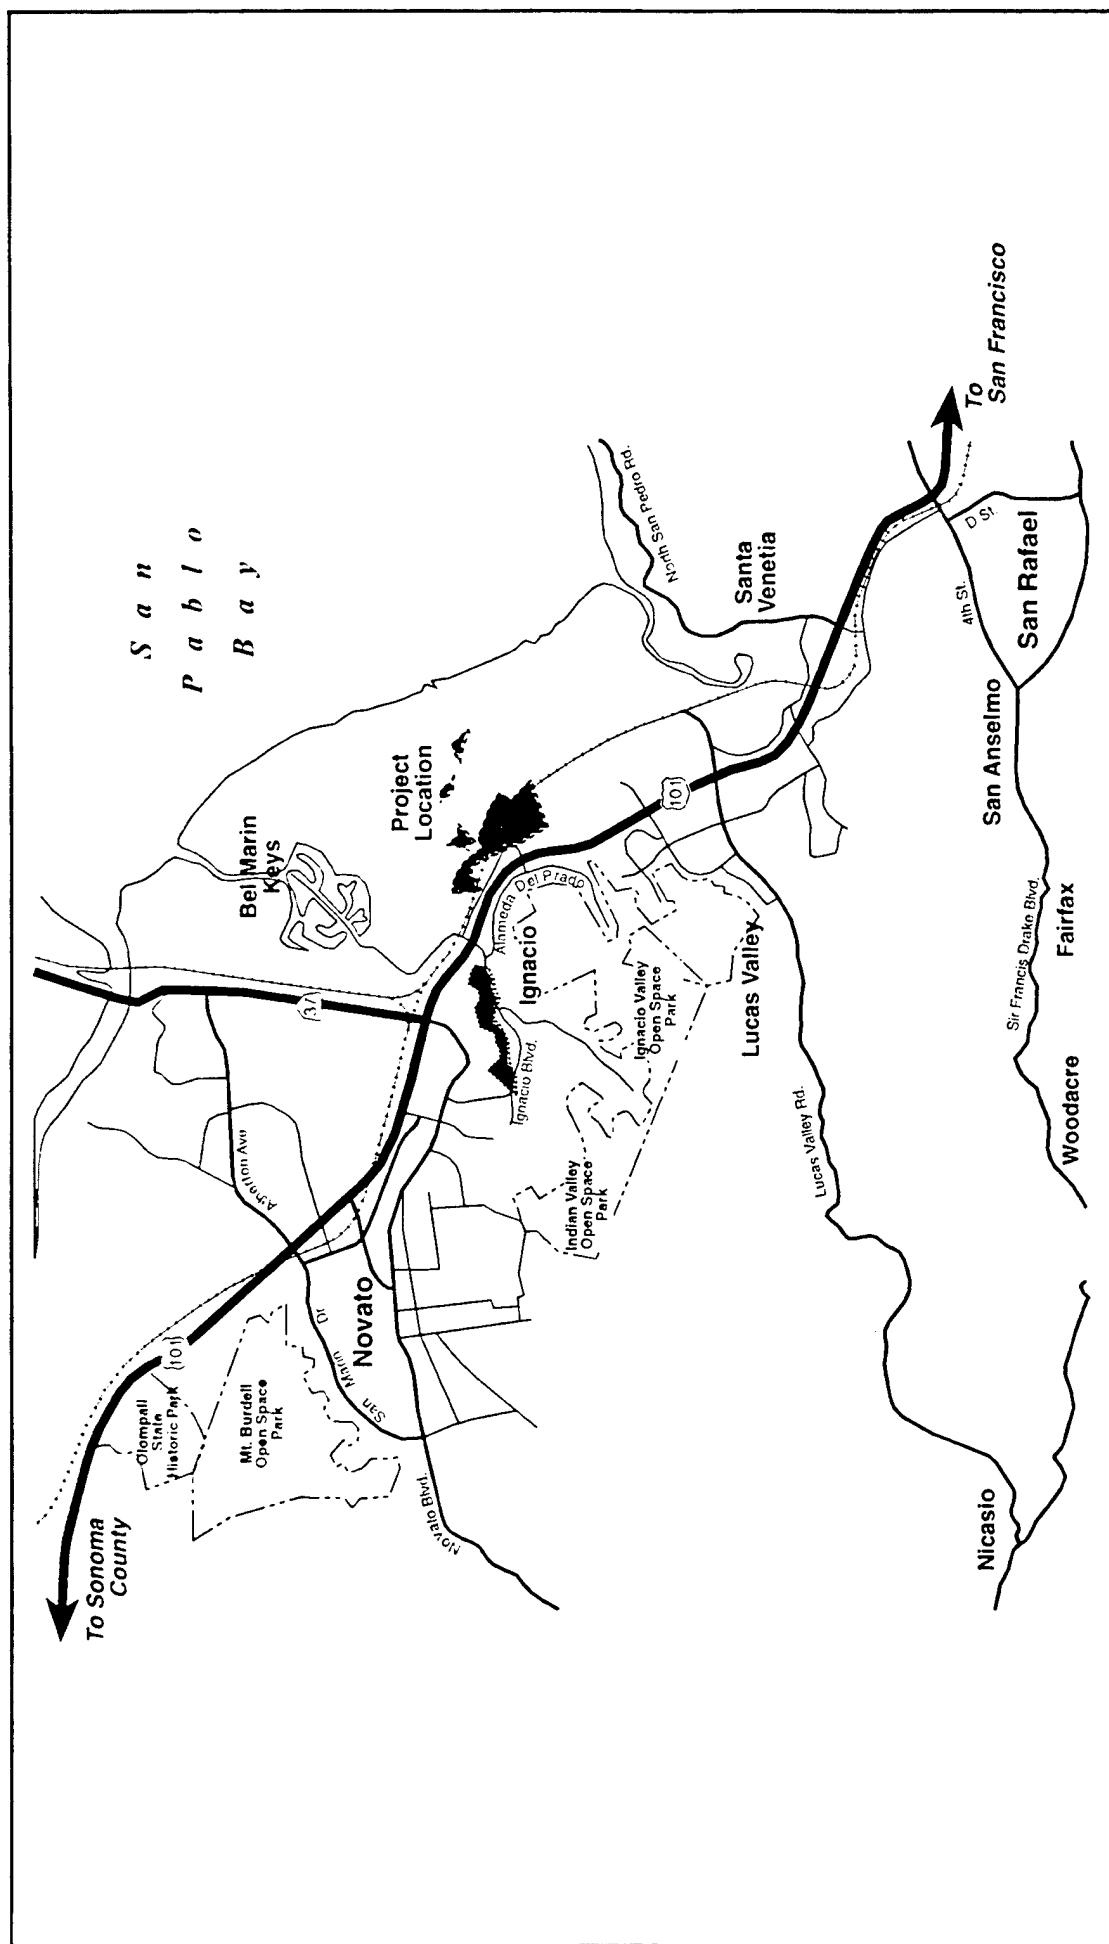 To Sonoma
County
101
Olompali
State
Historic Park
Mt. Burdell
Open Space
Park
San Marin Dr
Novato
Novato Blvd.
Atherton Ave
37
San
Pablo
Bay
Bel Marin
Keys
Project
Location
Ignacio Blvd.
Ignacio
Alameda Del Prado
Indian Valley
Open Space
Park
Ignacio Valley
Open Space
Park
101
Lucas Valley
Lucas Valley Rd.
North San Pedro Rd.
Santa
Venetia
To
San Francisco
4th St.
D St.
San Rafael
San Anselmo
Sir Francis Drake Blvd.
Fairfax
Woodacre
Nicasio